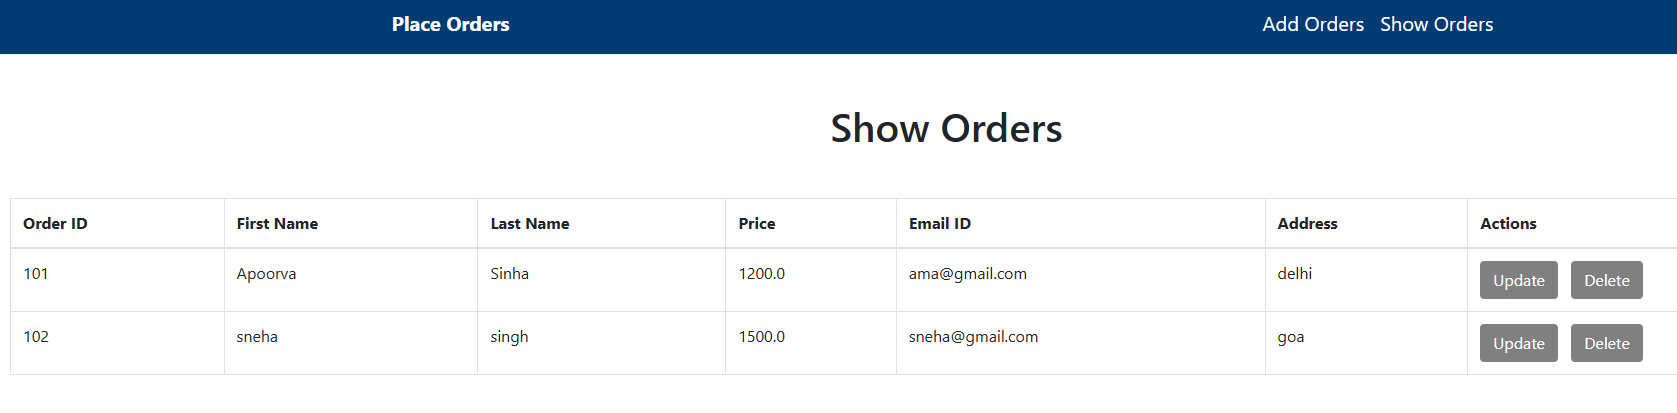 Place Orders Add Orders Show Orders
Show Orders
Order ID First Name Last Name Price Email ID Address Actions
101 Apoorva Sinha 1200.0 ama@gmail.com delhi Update Delete
102 sneha singh 1500.0 sneha@gmail.com goa Update Delete